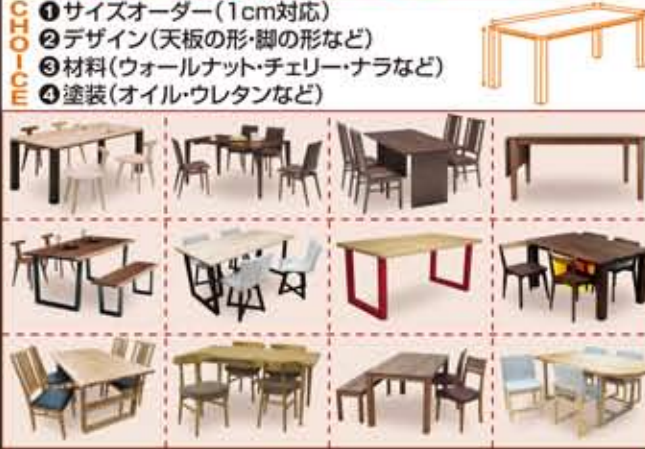 CHOICE
❶サイズオーダー(1cm対応)
❷デザイン(天板の形・脚の形など)
❸材料(ウォールナット・チェリー・ナラなど)
❹塗装(オイル・ウレタンなど)